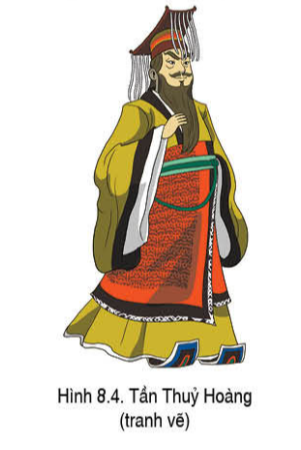 Hình 8.4. Tần Thuỷ Hoàng
(tranh vẽ)